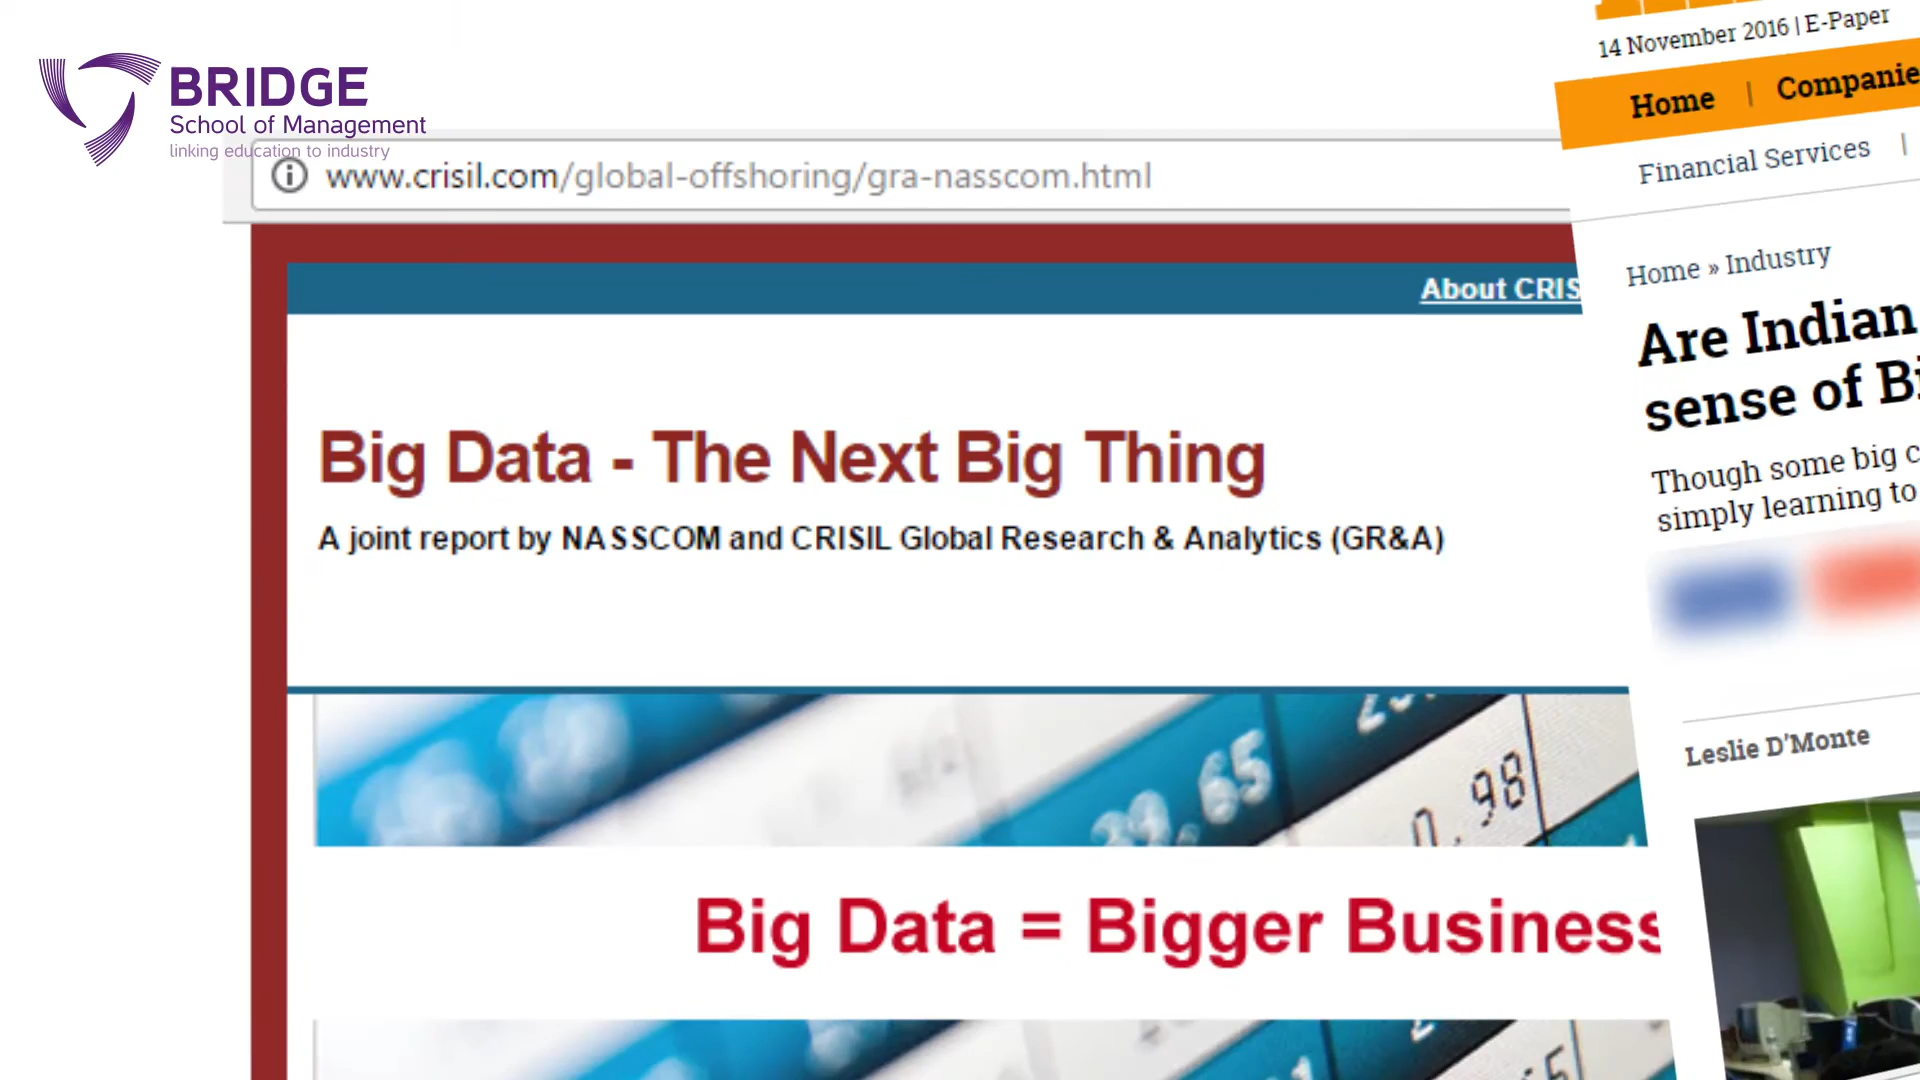 BRIDGE
School of Management
linking education to industry
www.crisil.com/global-offshoring/gra-nasscom.html
About CRIS
Big Data - The Next Big Thing
A joint report by NASSCOM and CRISIL Global Research & Analytics (GR&A)
65
0.98
Big Data = Bigger Business
14 November 2016 | E-Paper
Home | Companie
Financial Services |
Home » Industry
Are Indian
sense of Bi
Though some big c
simply learning to
Leslie D'Monte